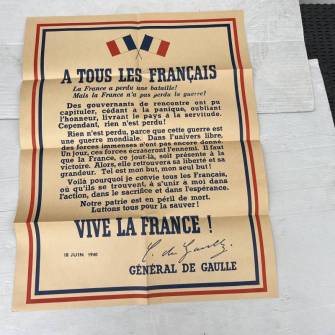 A TOUS LES FRANÇAIS
La France a perdu une bataille!
Mais la France n'a pas perdu la guerre!
Des gouvernants de rencontre ont pu
capituler, cédant à la panique, oubliant
l'honneur, livrant le pays à la servitude.
Cependant, rien n'est perdu!
Rien n'est perdu, parce que cette guerre est
une guerre mondiale. Dans l'univers libre,
des forces immenses n'ont pas encore donné.
Un jour, ces forces écraseront l'ennemi. Il faut
que la France, ce jour-là, soit présente à la
victoire. Alors, elle retrouvera sa liberté et sa
grandeur. Tel est mon but, mon seul but!
Voilà pourquoi je convie tous les Français,
où qu'ils se trouvent, à s'unir à moi dans
l'action, dans le sacrifice et dans l'espérance.
Notre patrie est en péril de mort.
Luttons tous pour la sauver!
VIVE LA FRANCE !
18 JUIN 1940
C. de Gaulle
GÉNÉRAL DE GAULLE